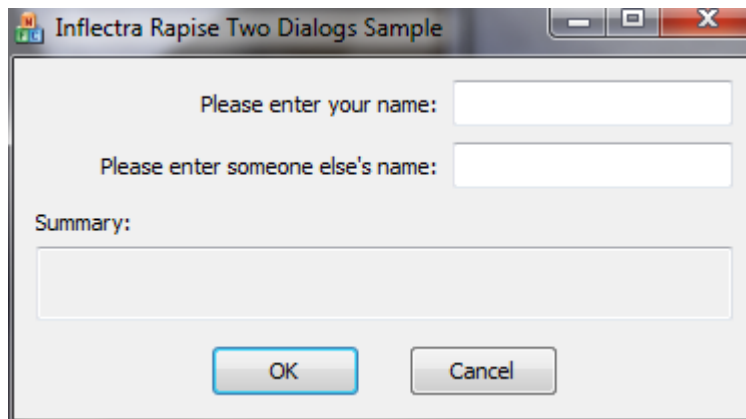 Inflectra Rapise Two Dialogs Sample
Please enter your name:
Please enter someone else's name:
Summary:
OK
Cancel